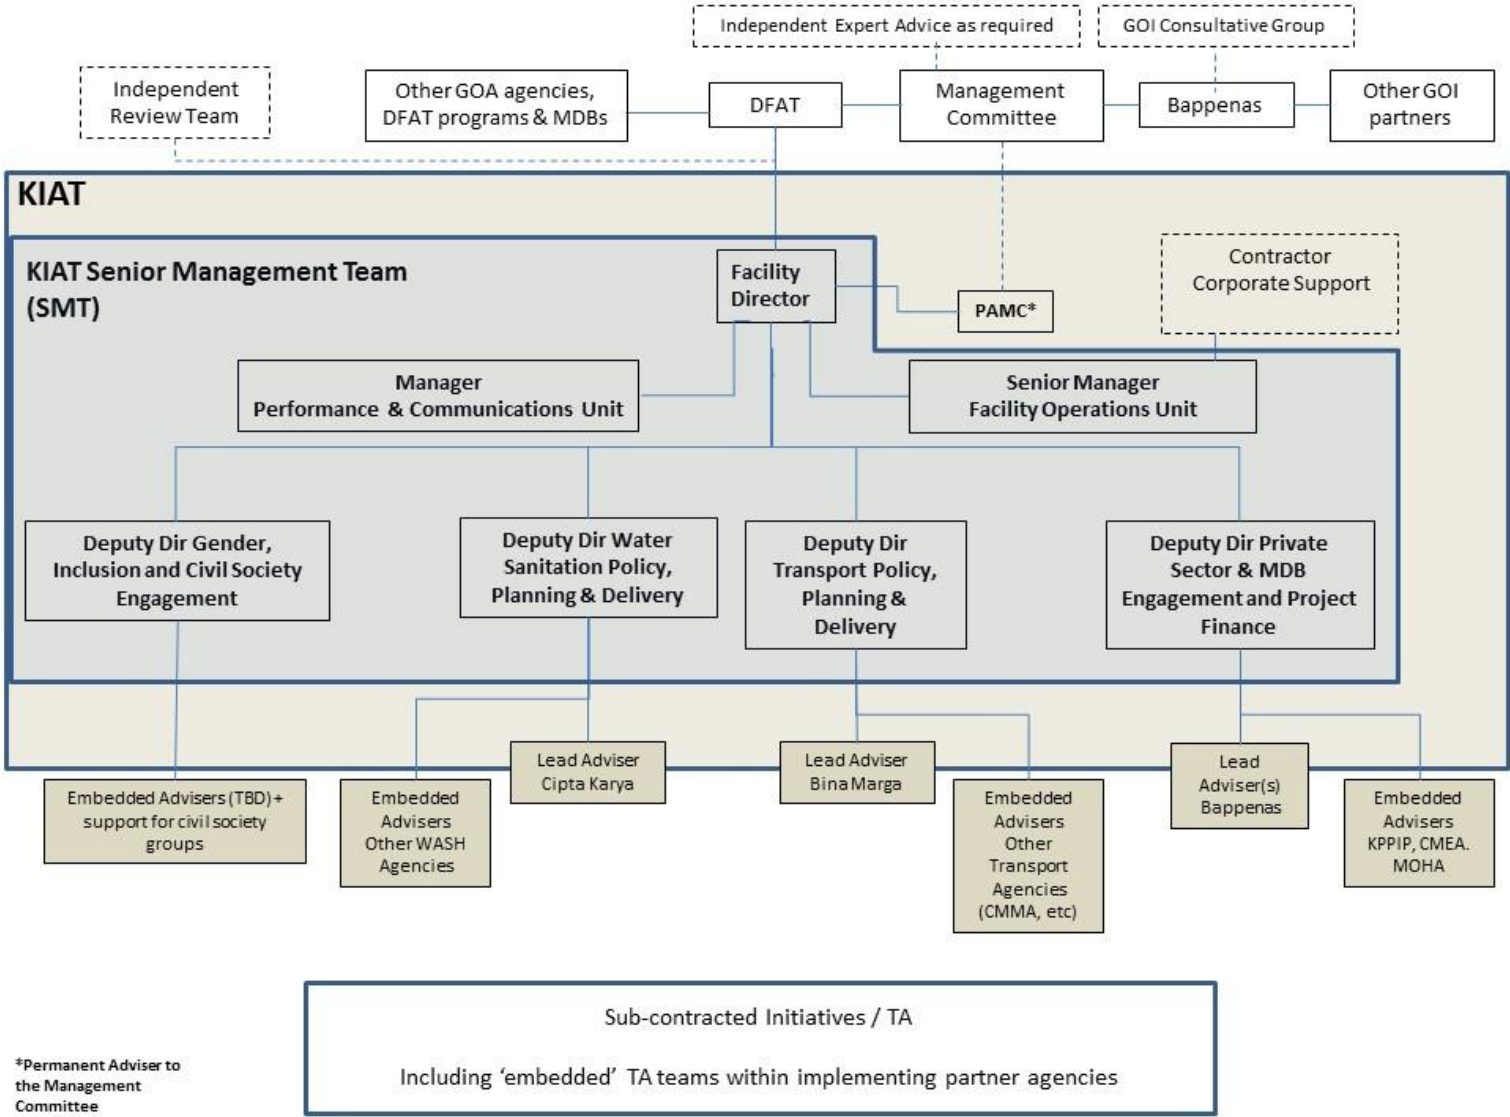 Independent Expert Advice as required
GOI Consultative Group
Independent
Review Team
Other GOA agencies,
DFAT programs & MDBs
DFAT
Management
Committee
Bappenas
Other GOI
partners
KIAT
KIAT Senior Management Team
(SMT)
Facility
Director
PAMC*
Contractor
Corporate Support
Manager
Performance & Communications Unit
Senior Manager
Facility Operations Unit
Deputy Dir Gender,
Inclusion and Civil Society
Engagement
Deputy Dir Water
Sanitation Policy,
Planning & Delivery
Deputy Dir
Transport Policy,
Planning &
Delivery
Deputy Dir Private
Sector & MDB
Engagement and Project
Finance
Embedded Advisers (TBD) +
support for civil society
groups
Embedded
Advisers
Other WASH
Agencies
Lead Adviser
Cipta Karya
Lead Adviser
Bina Marga
Embedded
Advisers
Other
Transport
Agencies
(CMMA, etc)
Lead
Adviser(s)
Bappenas
Embedded
Advisers
KPPIP, CMEA.
MOHA
Sub-contracted Initiatives / TA
Including ‘embedded’ TA teams within implementing partner agencies
*Permanent Adviser to
the Management
Committee